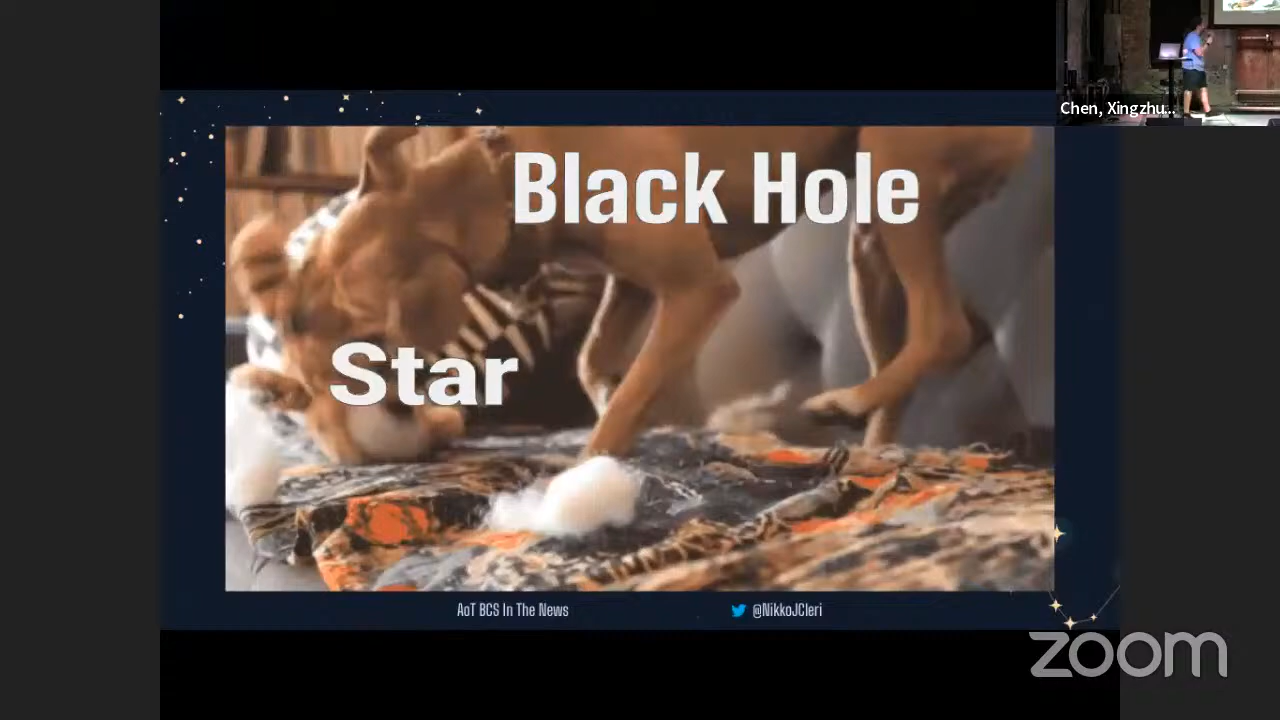 Chen, Xingzhu...
Black Hole
Star
AoT BCS In The News
@NikkoJCleri
zoom